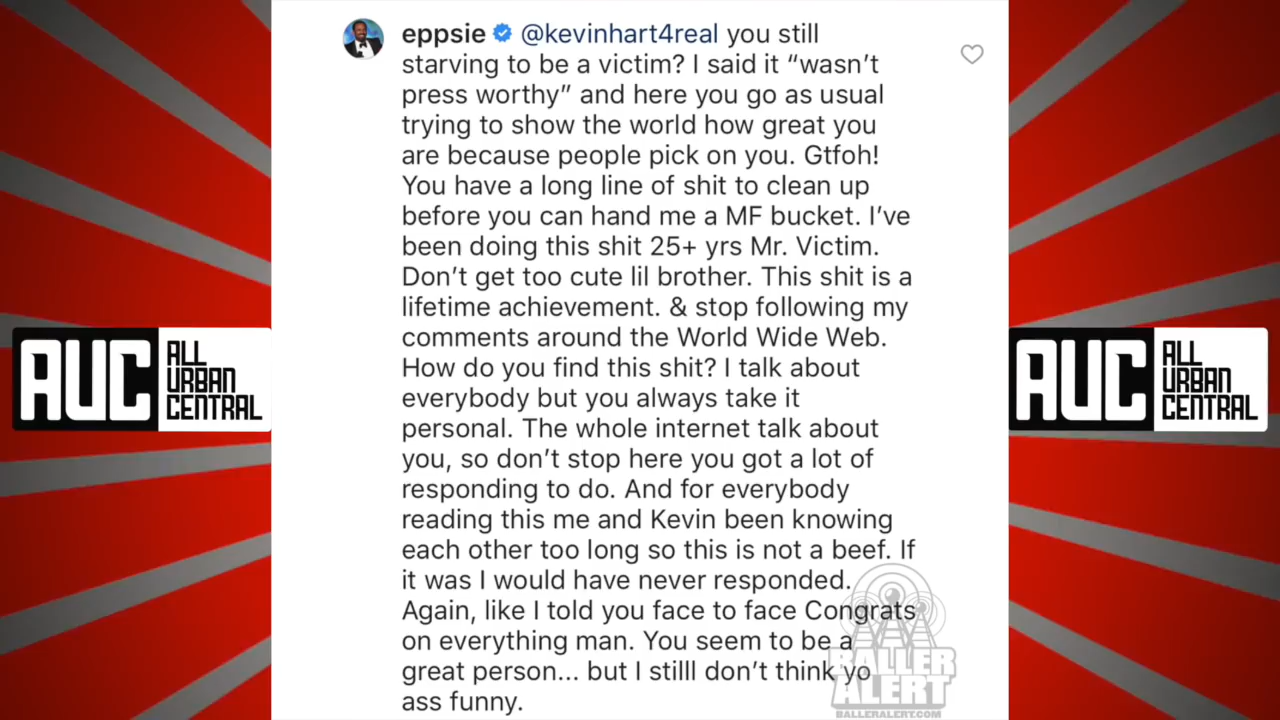 eppsie @kevinhart4real you still
starving to be a victim? I said it “wasn’t
press worthy” and here you go as usual
trying to show the world how great you
are because people pick on you. Gtfoh!
You have a long line of shit to clean up
before you can hand me a MF bucket. I’ve
been doing this shit 25+ yrs Mr. Victim.
Don’t get too cute lil brother. This shit is a
lifetime achievement. & stop following my
comments around the World Wide Web.
How do you find this shit? I talk about
everybody but you always take it
personal. The whole internet talk about
you, so don’t stop here you got a lot of
responding to do. And for everybody
reading this me and Kevin been knowing
each other too long so this is not a beef. If
it was I would have never responded.
Again, like I told you face to face Congrats
on everything man. You seem to be a
great person... but I stilll don’t think yo
ass funny.
AUC
ALL
URBAN
CENTRAL
AUC
ALL
URBAN
CENTRAL
BALLER
ALERT
BALLERALERT.COM